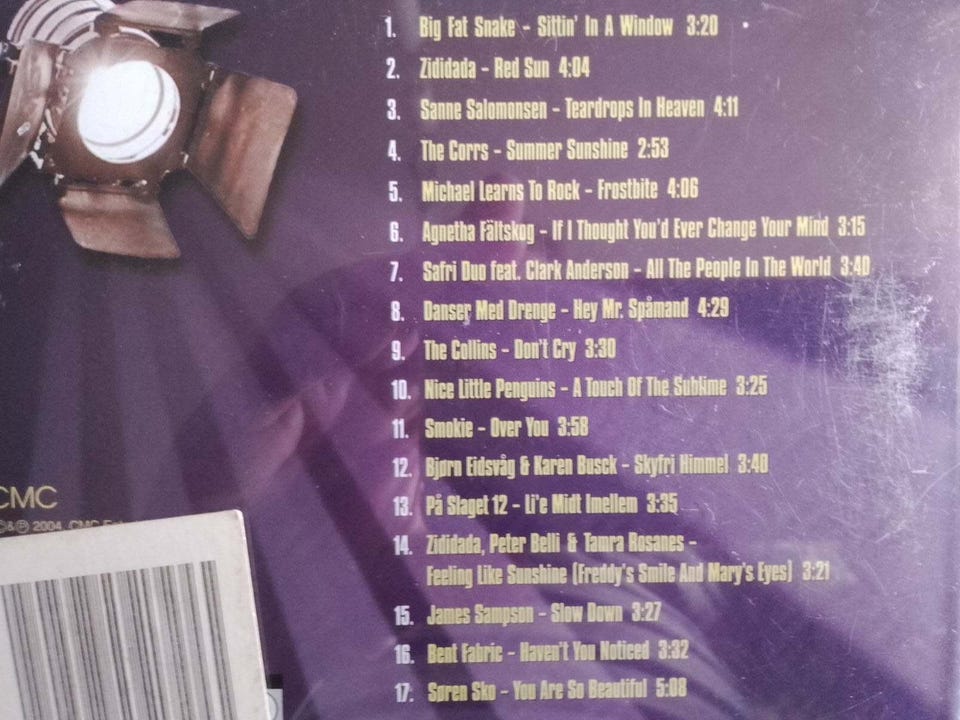 1. Big Fat Snake - Sittin' In A Window 3:20
2. Zididada - Red Sun 4:04
3. Sanne Salomonsen - Teardrops In Heaven 4:11
4. The Corrs - Summer Sunshine 2:53
5. Michael Learns To Rock - Frostbite 4:06
6. Agnetha Fältskog - If I Thought You'd Ever Change Your Mind 3:15
7. Safri Duo feat. Clark Anderson - All The People In The World 3:40
8. Danser Med Drenge - Hey Mr. Spåmand 4:29
9. The Collins - Don't Cry 3:30
10. Nice Little Penguins - A Touch Of The Sublime 3:25
11. Smokie - Over You 3:58
12. Bjørn Eidsvåg & Karen Busck - Skyfri Himmel 3:40
13. På Slaget 12 - Li'e Midt Imellem 3:35
14. Zididada, Peter Belli & Tamra Rosanes -
Feeling Like Sunshine (Freddy's Smile And Mary's Eyes) 3:21
15. James Sampson - Slow Down 3:27
16. Bent Fabric - Haven't You Noticed 3:32
17. Søren Sko - You Are So Beautiful 5:08
CMC
©&℗ 2004 CMC